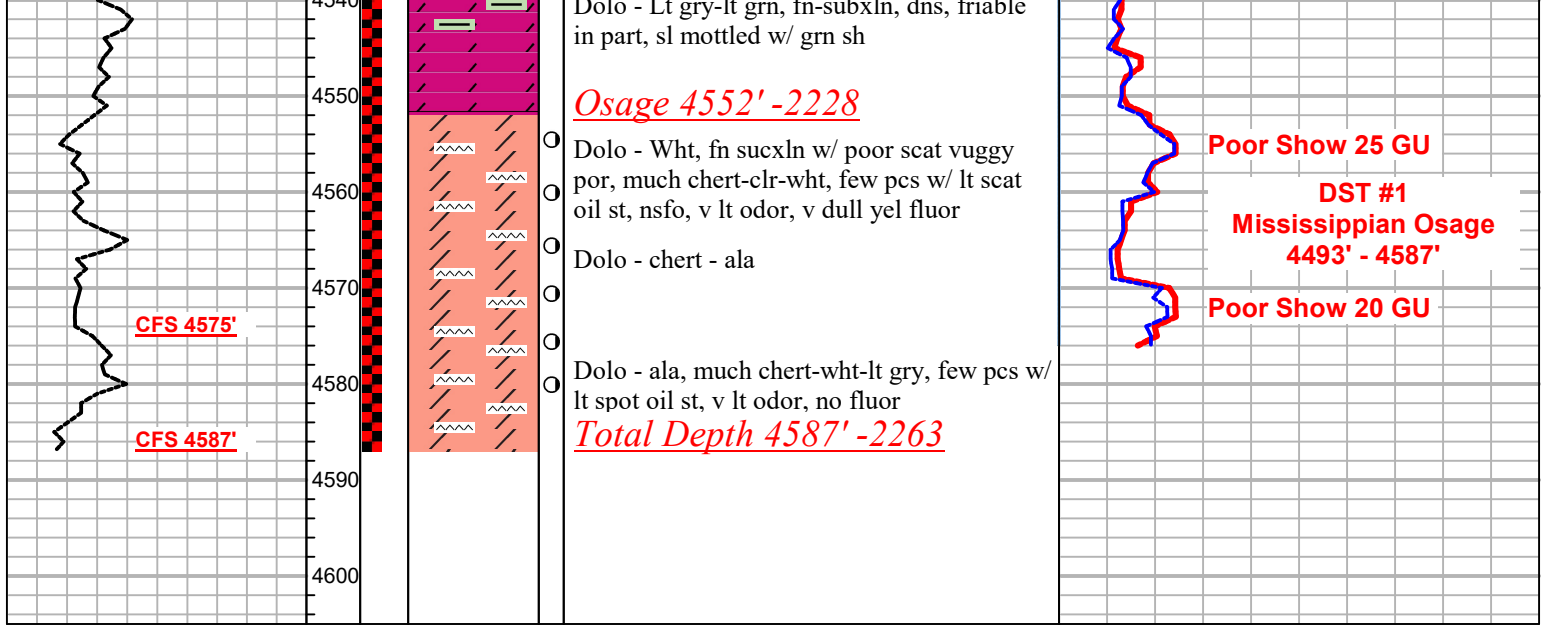 4540
Dolo - Lt gry-lt grn, fn-subxln, dns, friable
in part, sl mottled w/ grn sh
4550
Osage 4552' -2228
Dolo - Wht, fn sucxln w/ poor scat vuggy
por, much chert-clr-wht, few pcs w/ lt scat
oil st, nsfo, v lt odor, v dull yel fluor
Poor Show 25 GU
4560
DST #1
Mississippian Osage
4493' - 4587'
Dolo - chert - ala
4570
Poor Show 20 GU
CFS 4575'
4580
Dolo - ala, much chert-wht-lt gry, few pcs w/
lt spot oil st, v lt odor, no fluor
CFS 4587'
Total Depth 4587' -2263
4590
4600